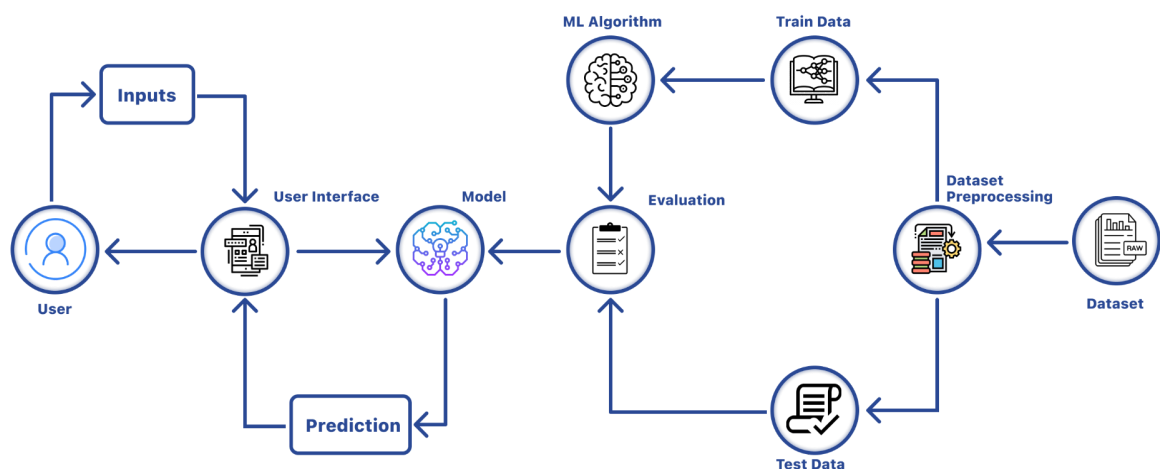 ML Algorithm
Train Data
Inputs
User Interface
Model
Evaluation
Dataset
Preprocessing
RAW
User
Dataset
Prediction
Test Data